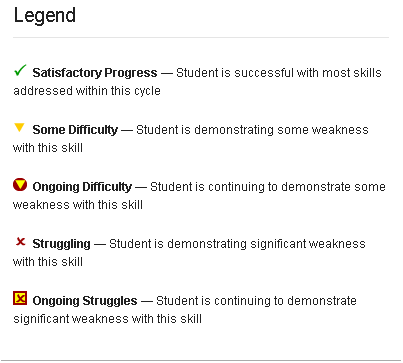 Legend
Satisfactory Progress — Student is successful with most skills
addressed within this cycle
Some Difficulty — Student is demonstrating some weakness
with this skill
Ongoing Difficulty — Student is continuing to demonstrate some
weakness with this skill
Struggling — Student is demonstrating significant weakness
with this skill
Ongoing Struggles — Student is continuing to demonstrate
significant weakness with this skill